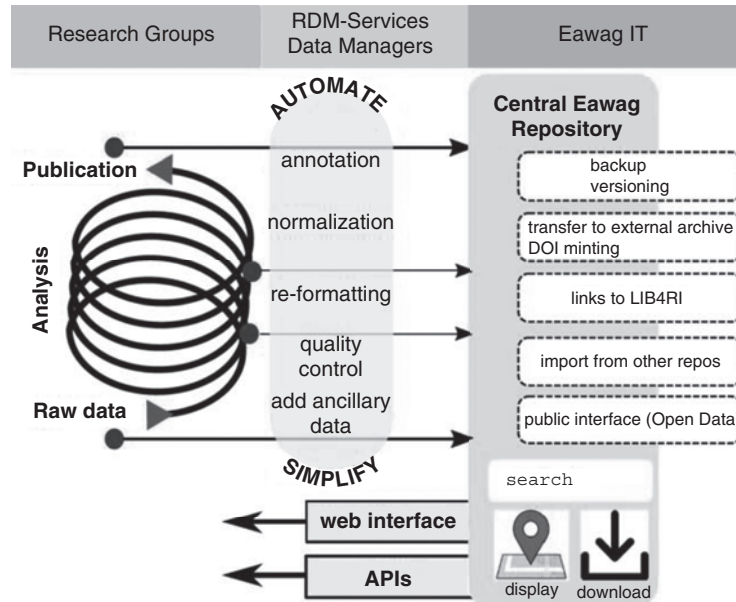 Research Groups
RDM-Services
Data Managers
Eawag IT
AUTOMATE
Central Eawag
Repository
Publication
annotation
backup
versioning
normalization
transfer to external archive
DOI minting
Analysis
re-formatting
links to LIB4RI
quality
control
import from other repos
Raw data
add ancillary
data
public interface (Open Data
SIMPLIFY
search
web interface
APIs
display
download